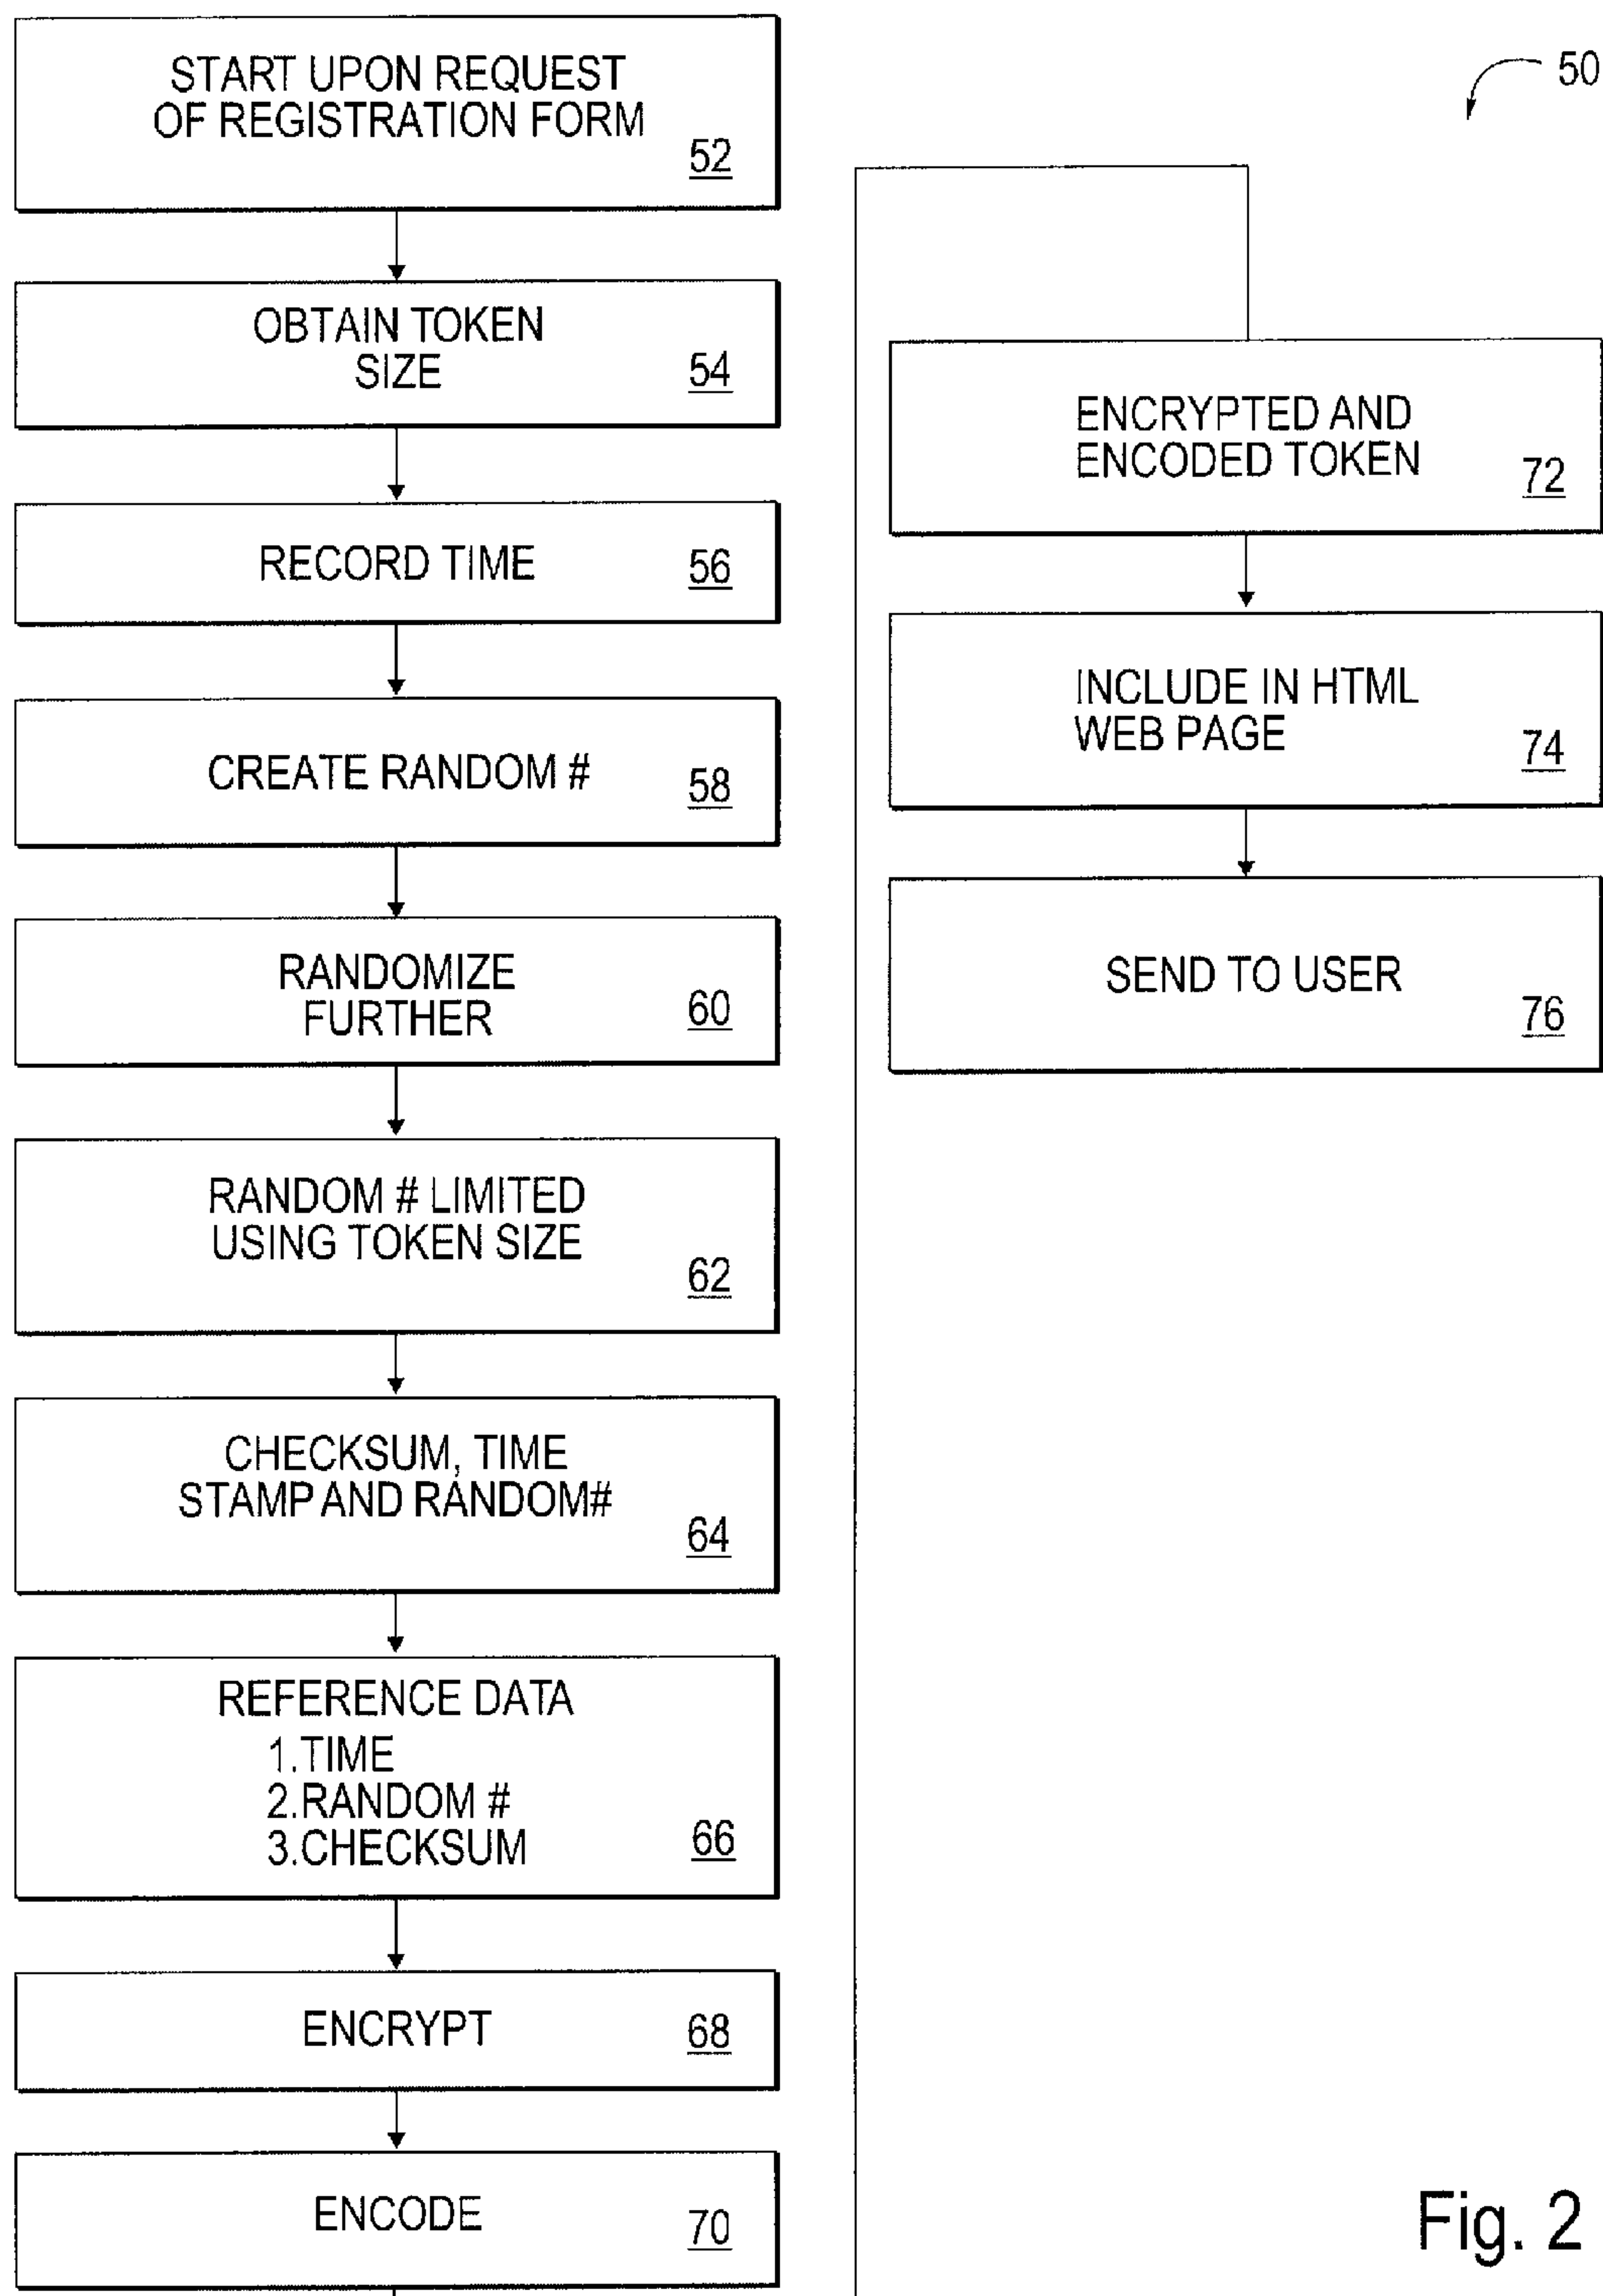 START UPON REQUEST
OF REGISTRATION FORM
52
OBTAIN TOKEN
SIZE
54
RECORD TIME
56
CREATE RANDOM #
58
RANDOMIZE
FURTHER
60
RANDOM # LIMITED
USING TOKEN SIZE
62
CHECKSUM, TIME
STAMP AND RANDOM#
64
REFERENCE DATA
1.TIME
2.RANDOM #
3.CHECKSUM
66
ENCRYPT
68
ENCODE
70
50
ENCRYPTED AND
ENCODED TOKEN
72
INCLUDE IN HTML
WEB PAGE
74
SEND TO USER
76
Fig. 2